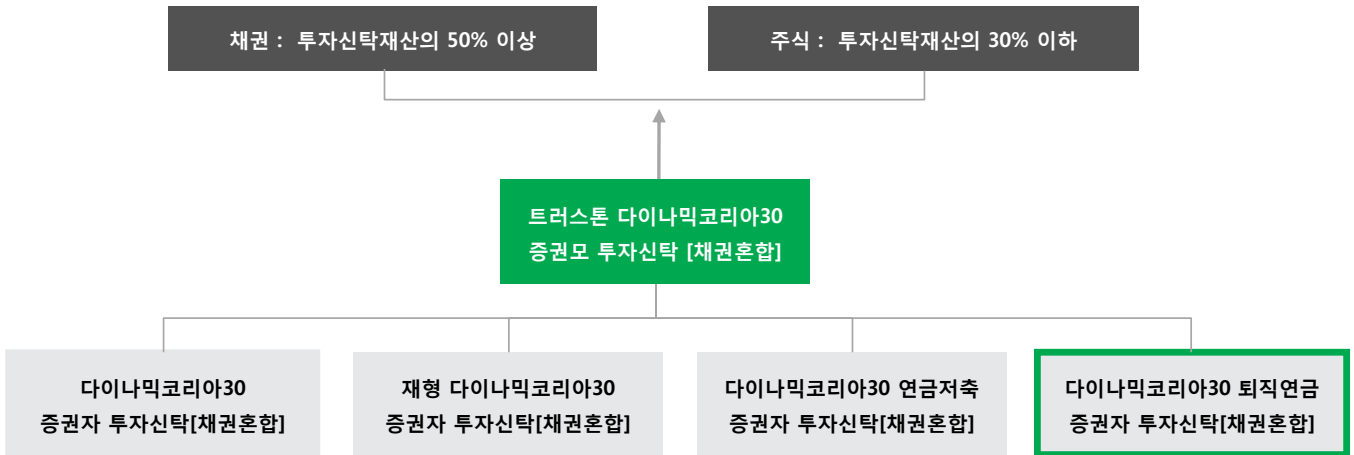 채권 : 투자신탁재산의 50% 이상
주식 : 투자신탁재산의 30% 이하
트러스톤 다이나믹코리아30
증권모 투자신탁 [채권혼합]
다이나믹코리아30
증권자 투자신탁[채권혼합]
재형 다이나믹코리아30
증권자 투자신탁[채권혼합]
다이나믹코리아30 연금저축
증권자 투자신탁[채권혼합]
다이나믹코리아30 퇴직연금
증권자 투자신탁[채권혼합]